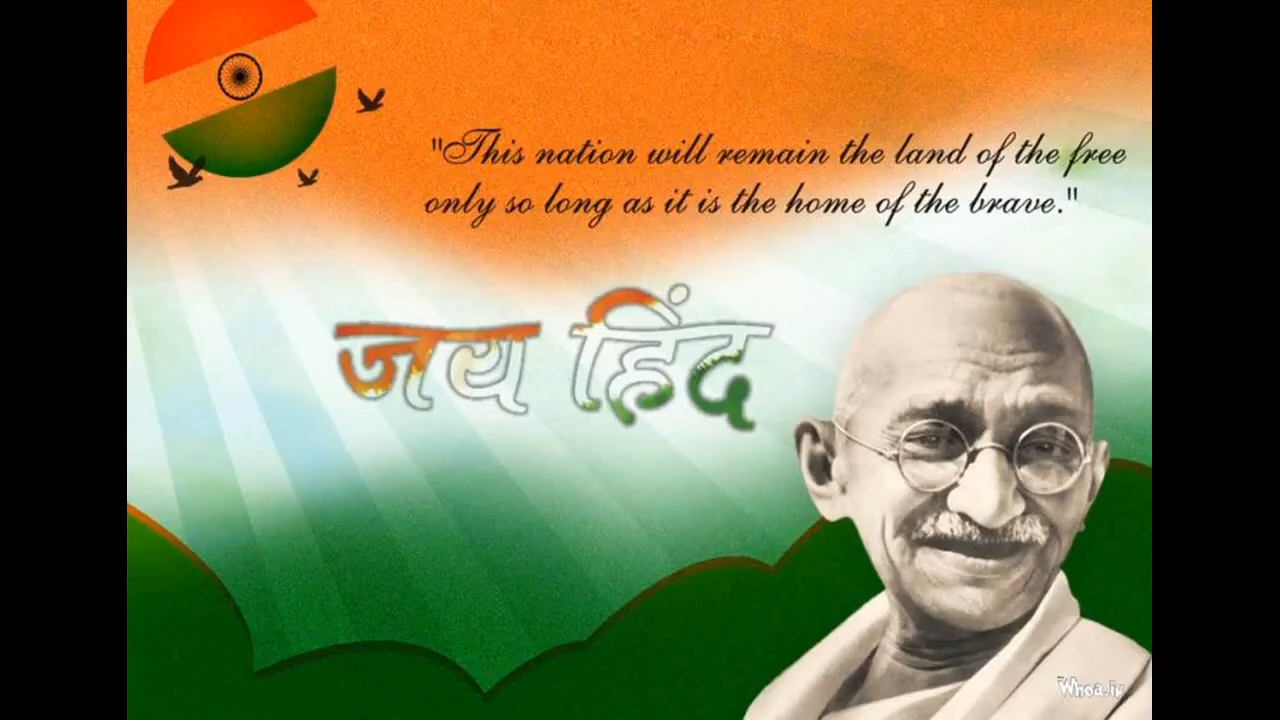 "This nation will remain the land of the free
only so long as it is the home of the brave."
जय हिंद
Whoa.in